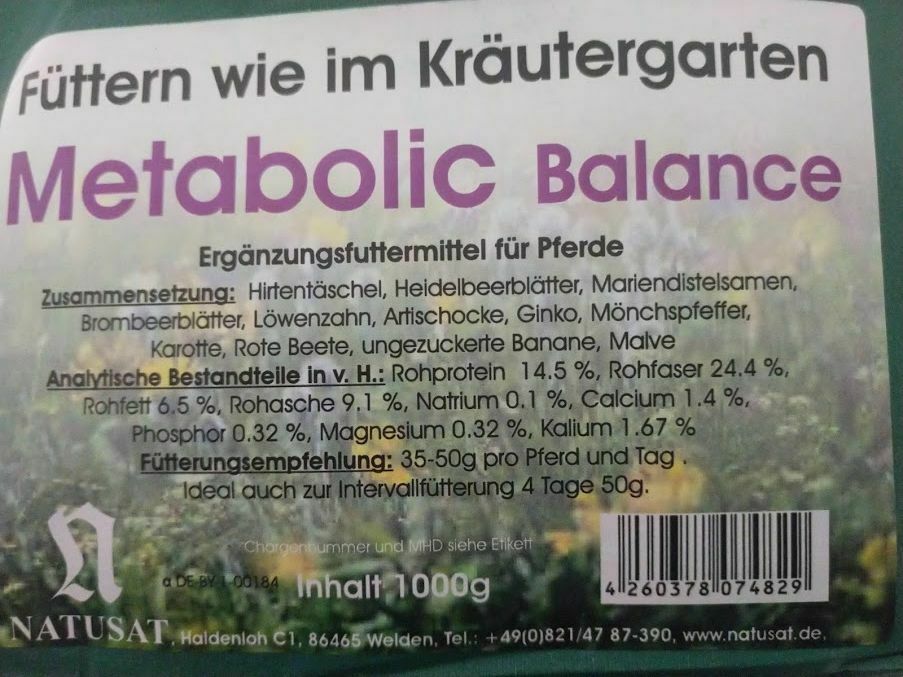 Füttern wie im Kräutergarten
Metabolic Balance
Ergänzungsfuttermittel für Pferde
Zusammensetzung: Hirtentäschel, Heidelbeerblätter, Mariendistelsamen,
Brombeerblätter, Löwenzahn, Artischocke, Ginko, Mönchspfeffer,
Karotte, Rote Beete, ungezuckerte Banane, Malve
Analytische Bestandteile in v. H.: Rohprotein 14.5 %, Rohfaser 24.4 %,
Rohfett 6.5 %, Rohasche 9.1 %, Natrium 0.1 %, Calcium 1.4 %,
Phosphor 0.32 %, Magnesium 0.32 %, Kalium 1.67 %
Fütterungsempfehlung: 35-50g pro Pferd und Tag .
Ideal auch zur Intervallfütterung 4 Tage 50g.
Chargennummer und MHD siehe Etikett
α DE BY 1 00184
Inhalt 1000g
4 260378 074829
NATUSAT, Haldenloh C1, 86465 Welden, Tel.: +49(0)821/47 87-390, www.natusat.de.